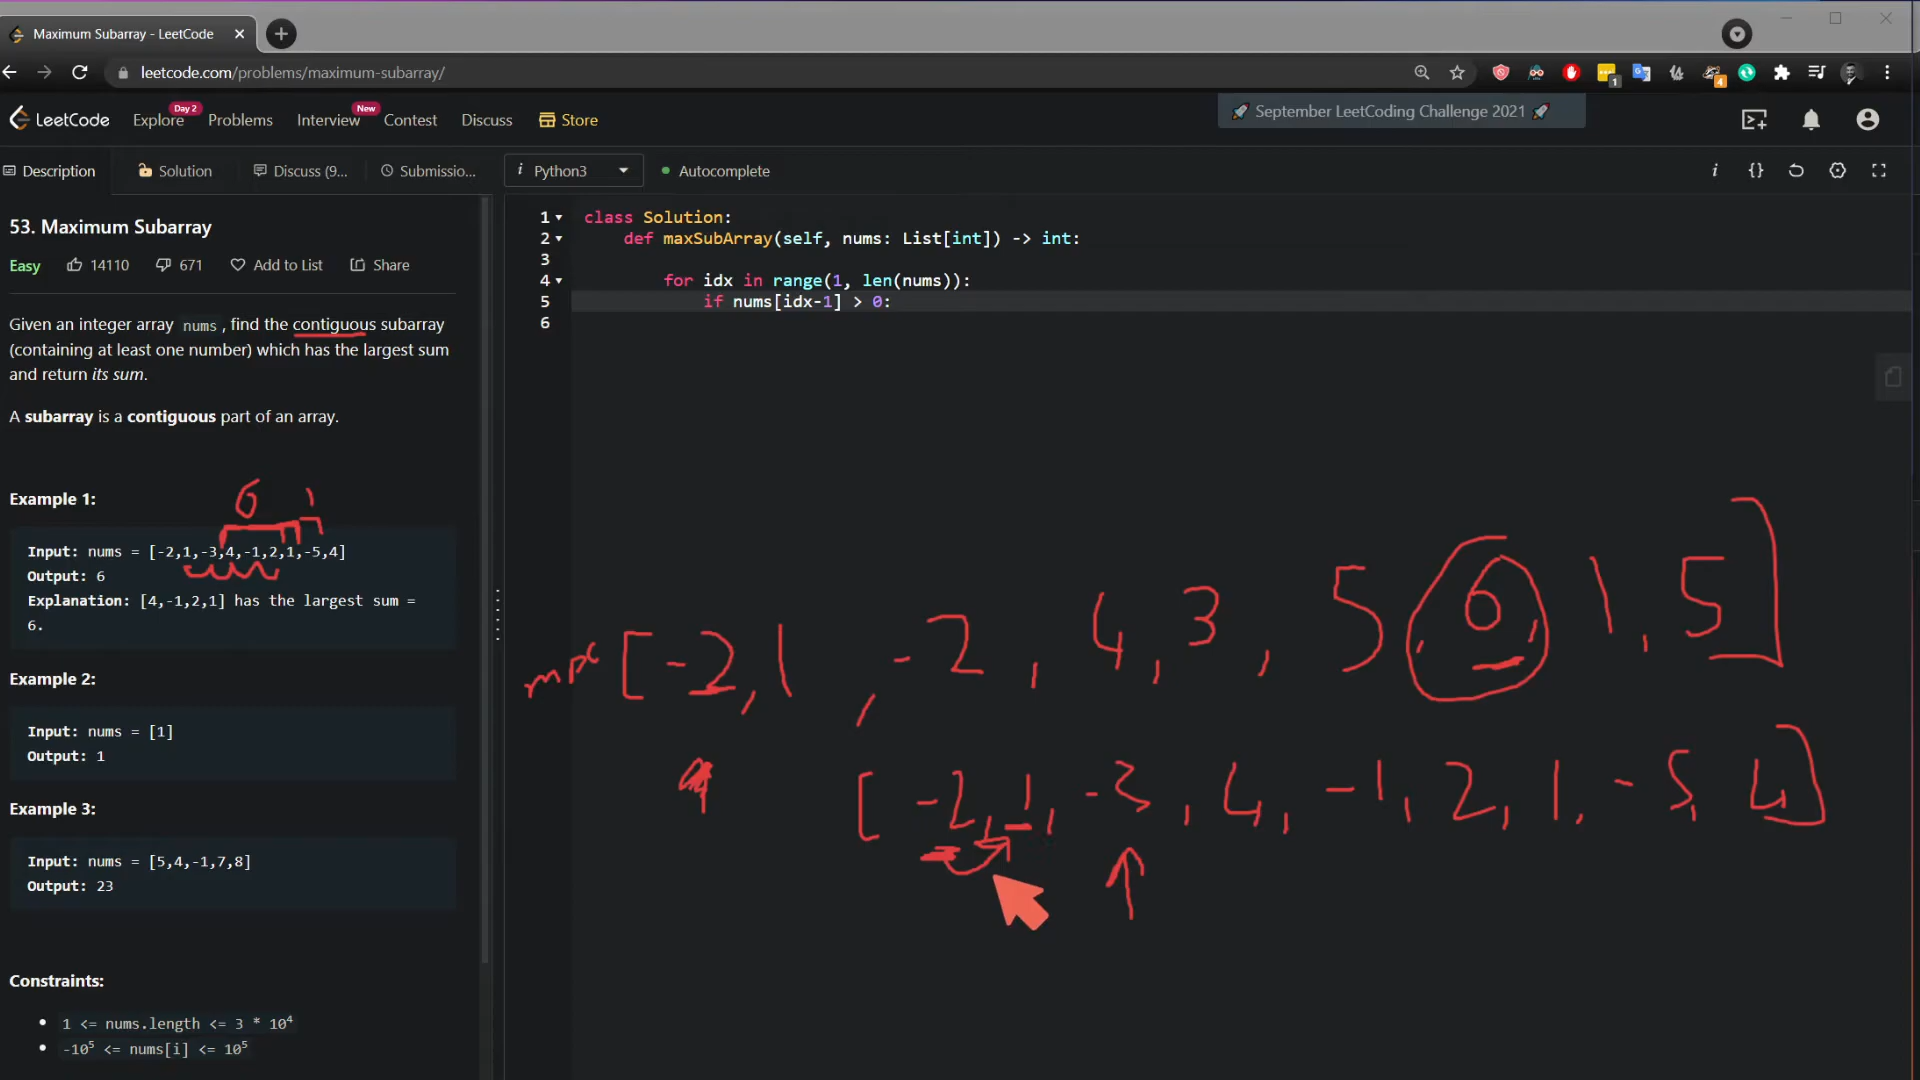 Maximum Subarray - LeetCode
leetcode.com/problems/maximum-subarray/
1
4
LeetCode
Explore
Day 2
Problems
Interview
New
Contest
Discuss
Store
🚀 September LeetCoding Challenge 2021 🚀
Description
Solution
Discuss (9...
Submissio...
i Python3
Autocomplete
53. Maximum Subarray
Easy 14110 671 Add to List Share
Given an integer array nums, find the contiguous subarray
(containing at least one number) which has the largest sum
and return its sum.
A subarray is a contiguous part of an array.
Example 1:
6 1
Input: nums = [-2,1,-3,4,-1,2,1,-5,4]
Output: 6
Explanation: [4,-1,2,1] has the largest sum =
6.
Example 2:
Input: nums = [1]
Output: 1
Example 3:
Input: nums = [5,4,-1,7,8]
Output: 23
Constraints:
1 <= nums.length <= 3 * 10⁴
-10⁵ <= nums[i] <= 10⁵
1 class Solution:
2 def maxSubArray(self, nums: List[int]) -> int:
3
4 for idx in range(1, len(nums)):
5 if nums[idx-1] > 0:
6
[-2,1, -2, 4, 3, 5, 6, 1, 5]
[-2, 1, -3, 4, -1, 2, 1, -5, 4]